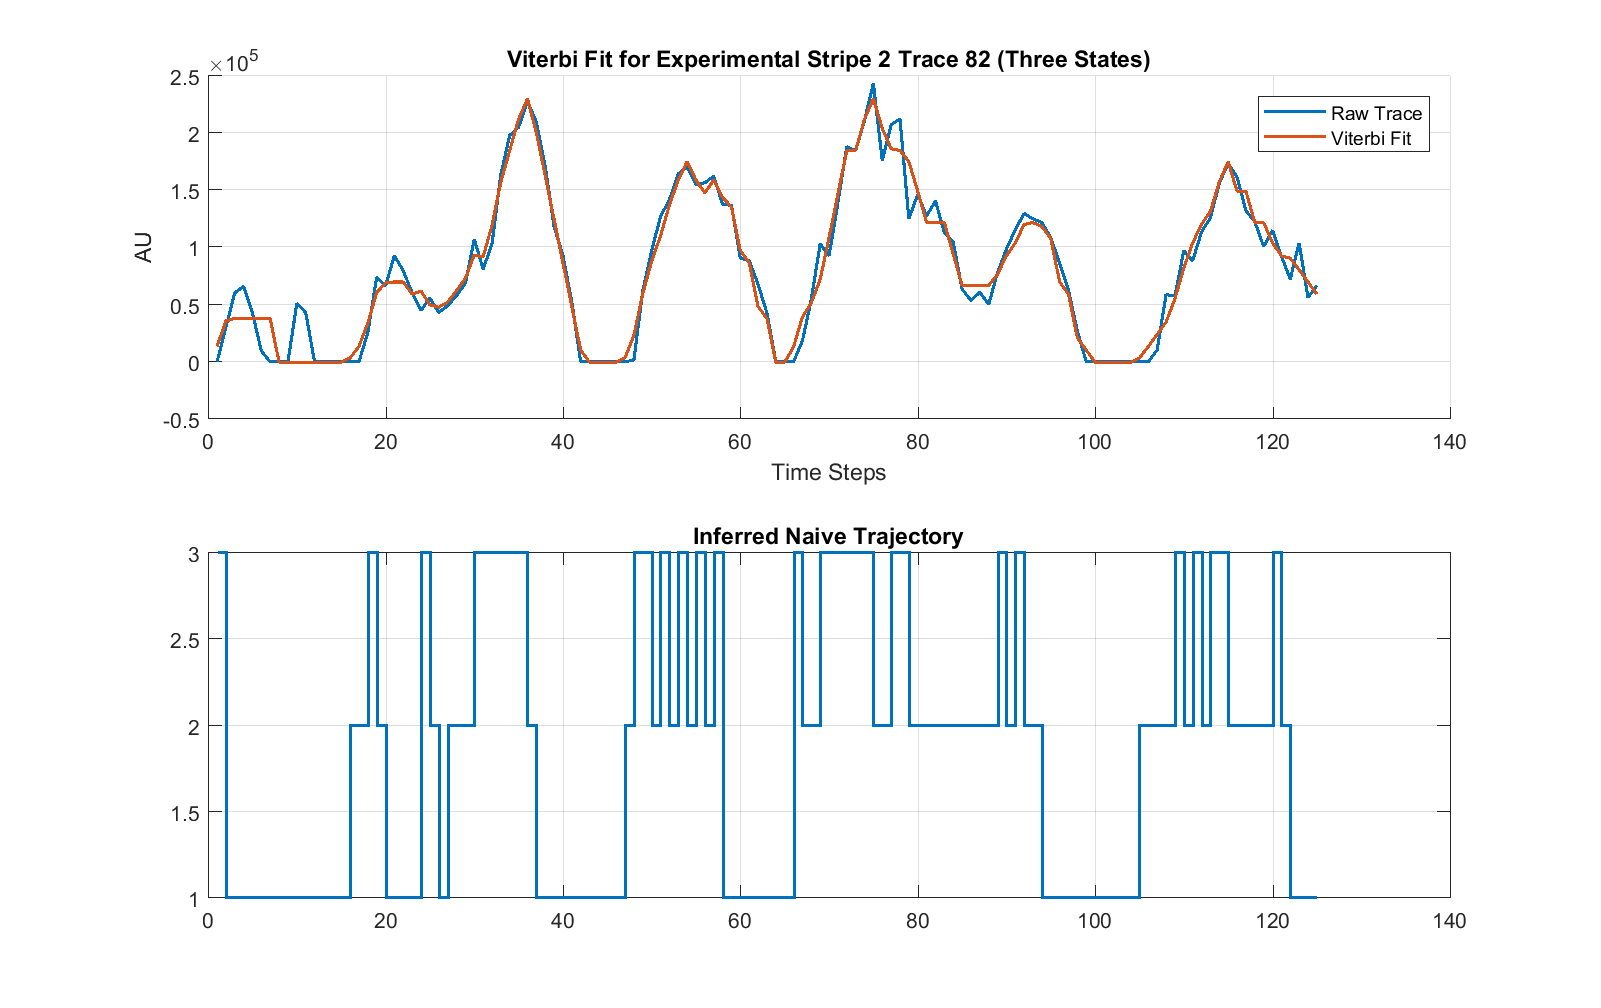 Viterbi Fit for Experimental Stripe 2 Trace 82 (Three States)
×10^5
2.5
2
1.5
1
0.5
0
-0.5
AU
Raw Trace
Viterbi Fit
0 20 40 60 80 100 120 140
Time Steps
Inferred Naive Trajectory
3
2.5
2
1.5
1
0 20 40 60 80 100 120 140